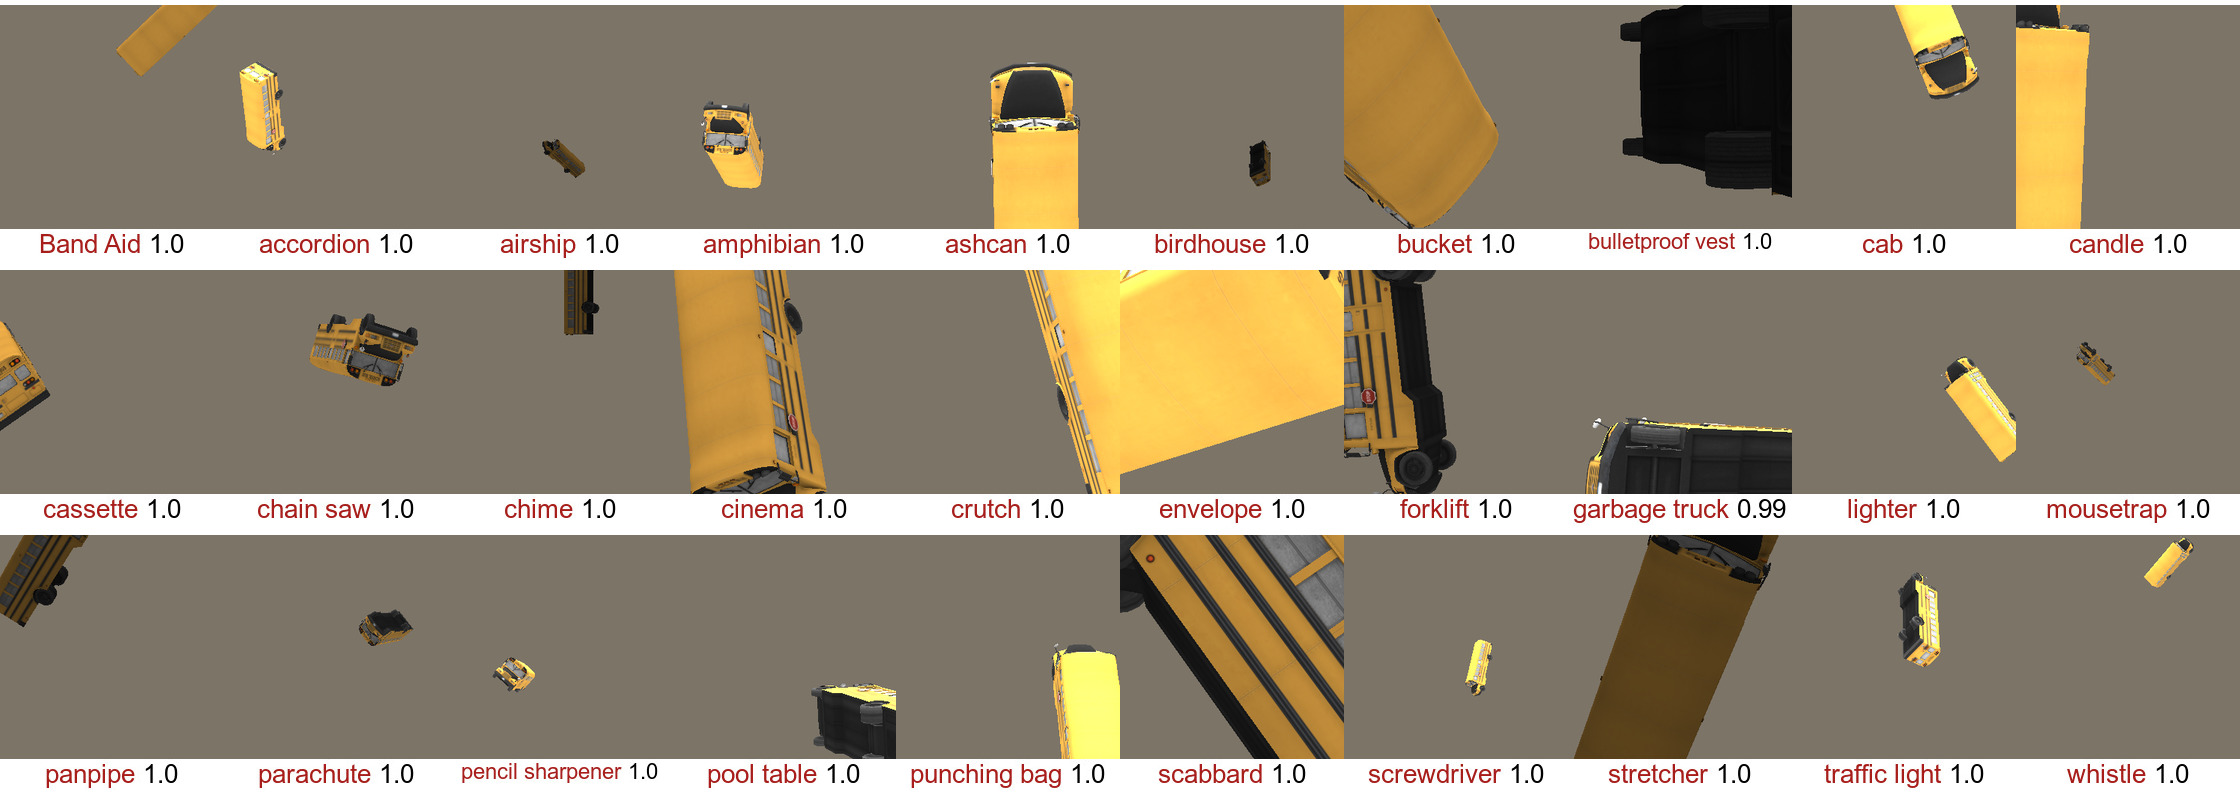 Band Aid 1.0 accordion 1.0 airship 1.0 amphibian 1.0 ashcan 1.0 birdhouse 1.0 bucket 1.0 bulletproof vest 1.0 cab 1.0 candle 1.0
cassette 1.0 chain saw 1.0 chime 1.0 cinema 1.0 crutch 1.0 envelope 1.0 forklift 1.0 garbage truck 0.99 lighter 1.0 mousetrap 1.0
panpipe 1.0 parachute 1.0 pencil sharpener 1.0 pool table 1.0 punching bag 1.0 scabbard 1.0 screwdriver 1.0 stretcher 1.0 traffic light 1.0 whistle 1.0